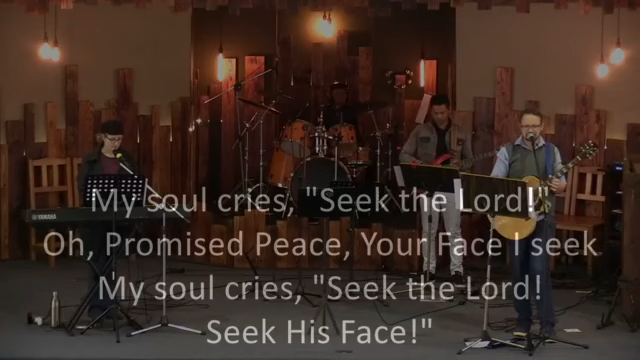 YAMAHA
My soul cries, "Seek the Lord!"
Oh, Promised Peace, Your Face I seek
My soul cries, "Seek the Lord!
Seek His Face!"